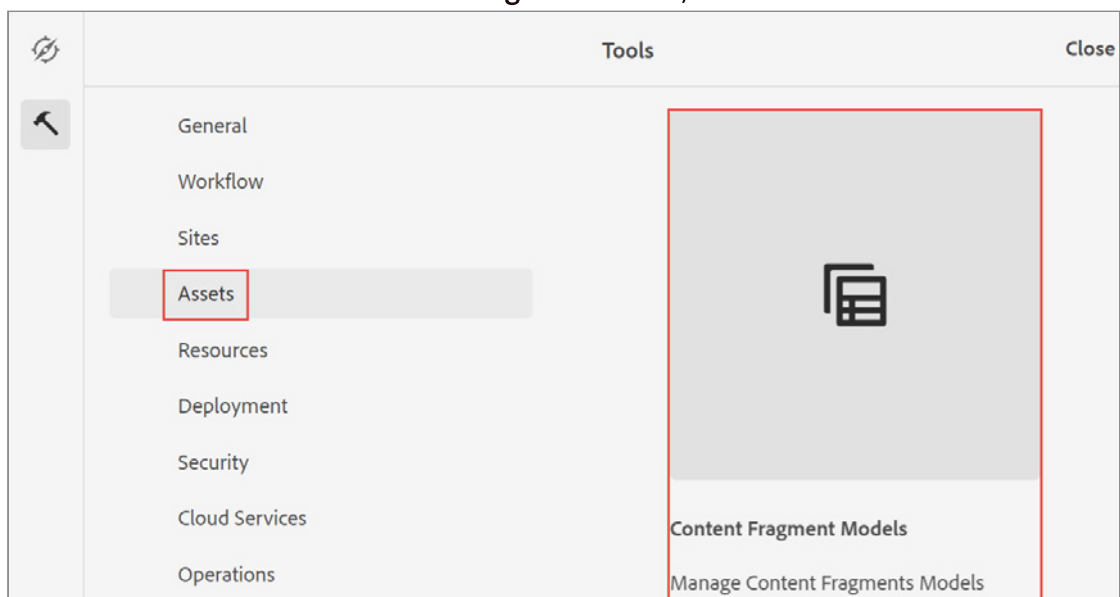 Tools
Close
General
Workflow
Sites
Assets
Resources
Deployment
Security
Cloud Services
Operations
Content Fragment Models
Manage Content Fragments Models